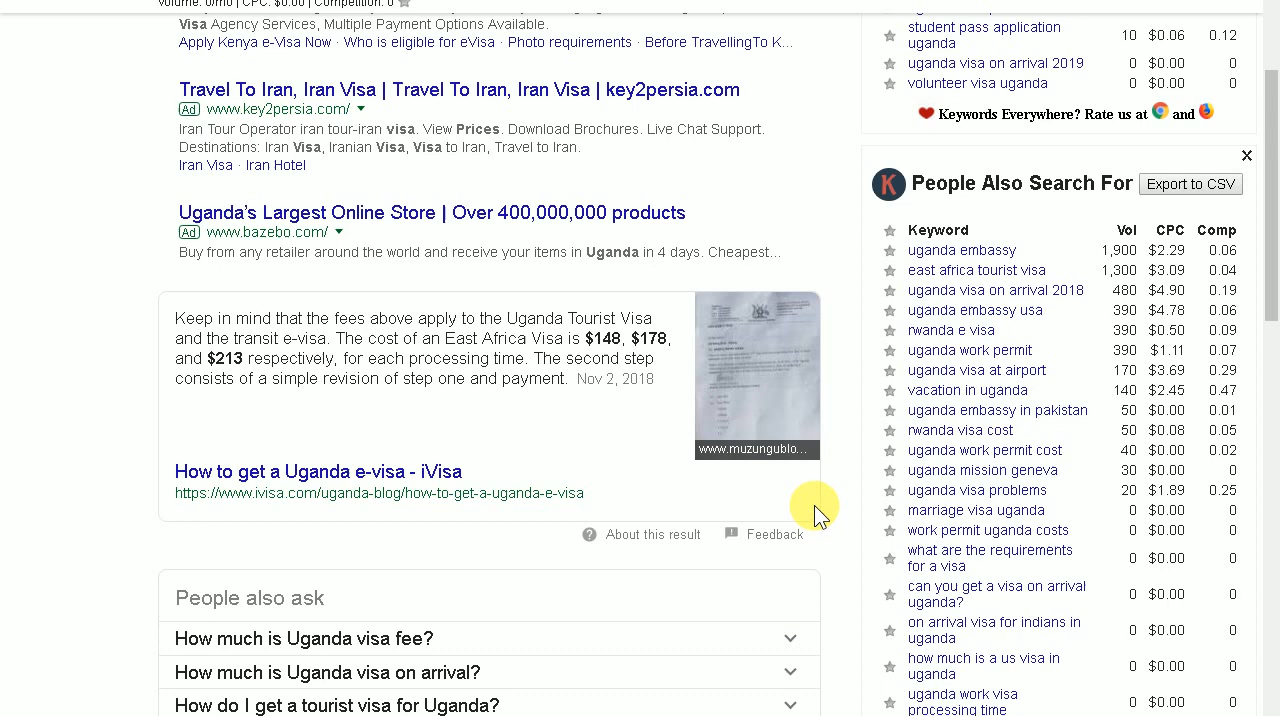 Volume: 0/mo | CPC: $0.00 | Competition: 0
Visa Agency Services, Multiple Payment Options Available.
Apply Kenya e-Visa Now · Who is eligible for eVisa · Photo requirements · Before TravellingTo K...
Travel To Iran, Iran Visa | Travel To Iran, Iran Visa | key2persia.com
Ad www.key2persia.com/
Iran Tour Operator iran tour-iran visa. View Prices. Download Brochures. Live Chat Support.
Destinations: Iran Visa, Iranian Visa, Visa to Iran, Travel to Iran.
Iran Visa · Iran Hotel
Uganda's Largest Online Store | Over 400,000,000 products
Ad www.bazebo.com/
Buy from any retailer around the world and receive your items in Uganda in 4 days. Cheapest...
Keep in mind that the fees above apply to the Uganda Tourist Visa
and the transit e-visa. The cost of an East Africa Visa is $148, $178,
and $213 respectively, for each processing time. The second step
consists of a simple revision of step one and payment. Nov 2, 2018
www.muzungublo...
How to get a Uganda e-visa - iVisa
https://www.ivisa.com/uganda-blog/how-to-get-a-uganda-e-visa
About this result Feedback
People also ask
How much is Uganda visa fee?
How much is Uganda visa on arrival?
How do I get a tourist visa for Uganda?
student pass application
uganda 10 $0.06 0.12
uganda visa on arrival 2019 0 $0.00 0
volunteer visa uganda 0 $0.00 0
Keywords Everywhere? Rate us at and
K People Also Search For Export to CSV
Keyword Vol CPC Comp
uganda embassy 1,900 $2.29 0.06
east africa tourist visa 1,300 $3.09 0.04
uganda visa on arrival 2018 480 $4.90 0.19
uganda embassy usa 390 $4.78 0.06
rwanda e visa 390 $0.50 0.09
uganda work permit 390 $1.11 0.07
uganda visa at airport 170 $3.69 0.29
vacation in uganda 140 $2.45 0.47
uganda embassy in pakistan 50 $0.00 0.01
rwanda visa cost 50 $0.08 0.05
uganda work permit cost 40 $0.00 0.02
uganda mission geneva 30 $0.00 0
uganda visa problems 20 $1.89 0.25
marriage visa uganda 0 $0.00 0
work permit uganda costs 0 $0.00 0
what are the requirements
for a visa 0 $0.00 0
can you get a visa on arrival
uganda? 0 $0.00 0
on arrival visa for indians in
uganda 0 $0.00 0
how much is a us visa in
uganda 0 $0.00 0
uganda work visa
processing time 0 $0.00 0